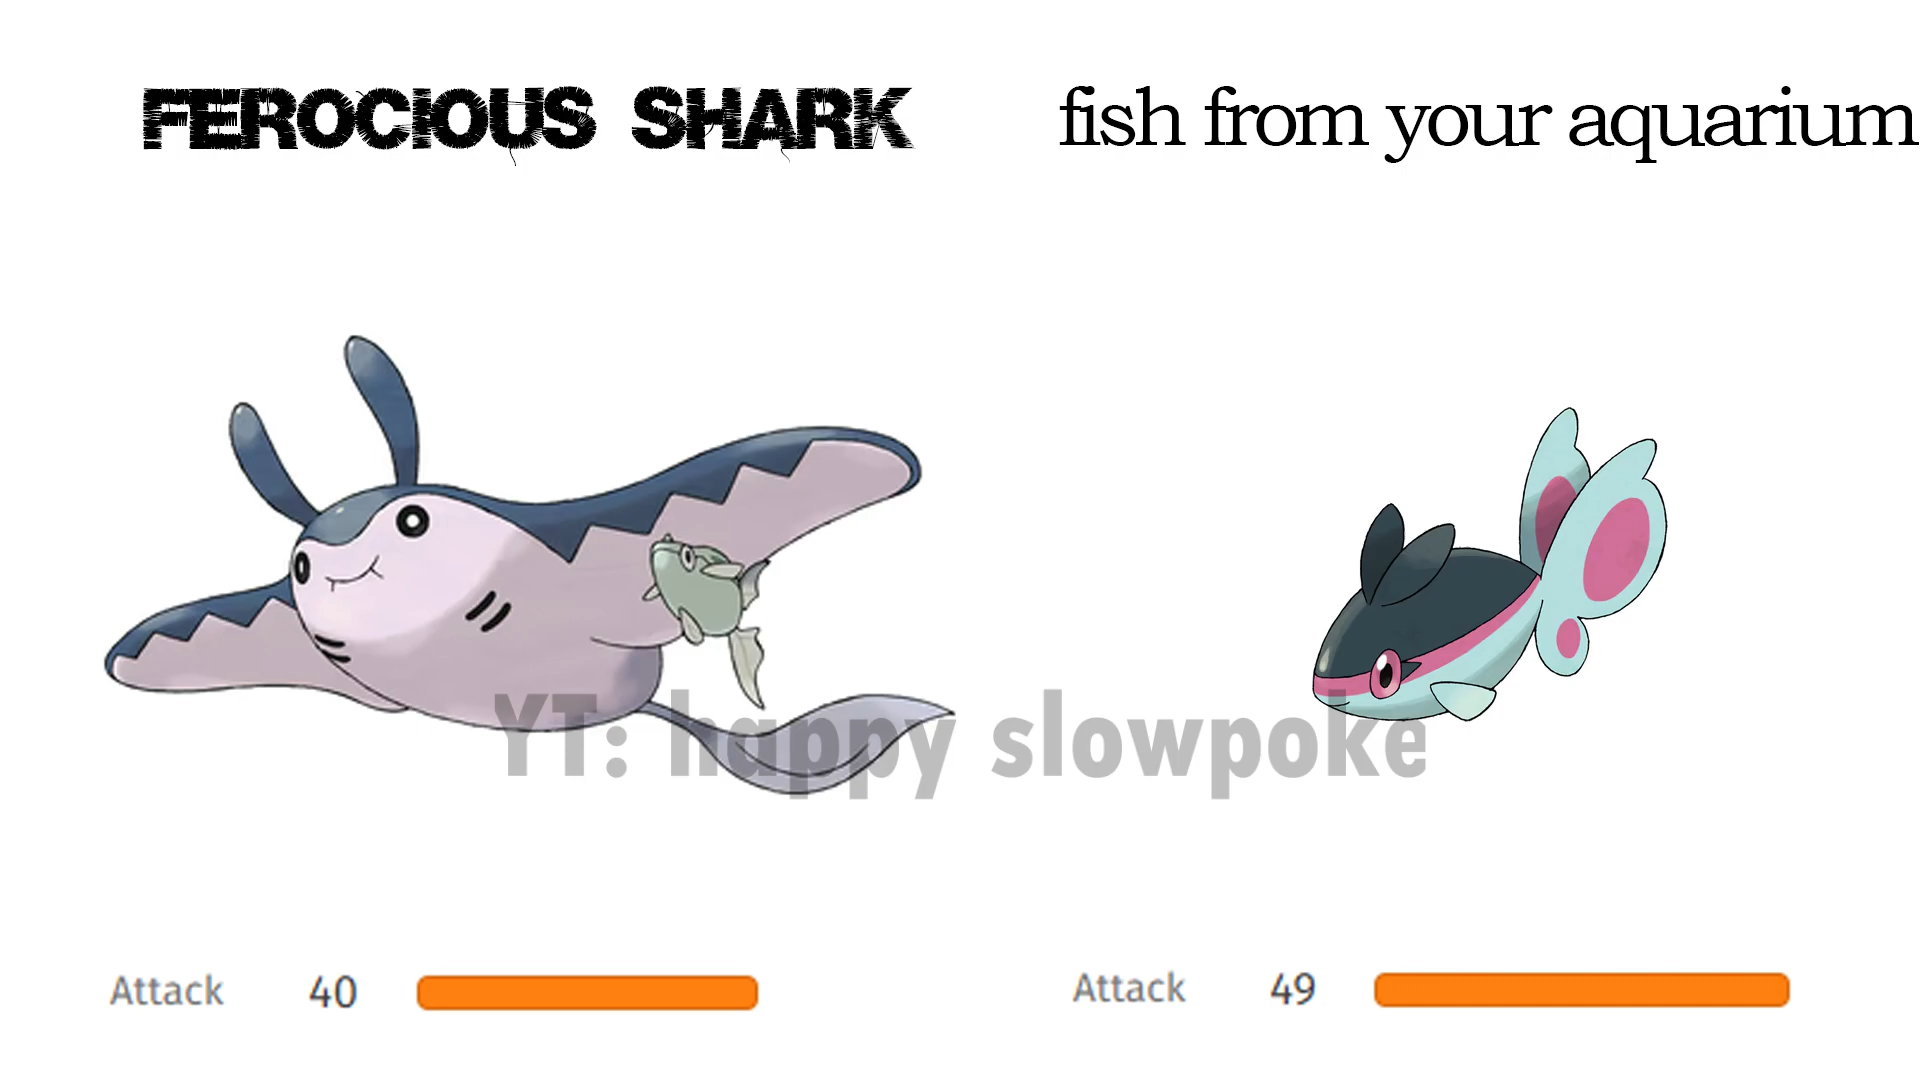 FEROCIOUS SHARK
fish from your aquarium
YT: happy slowpoke
Attack 40
Attack 49